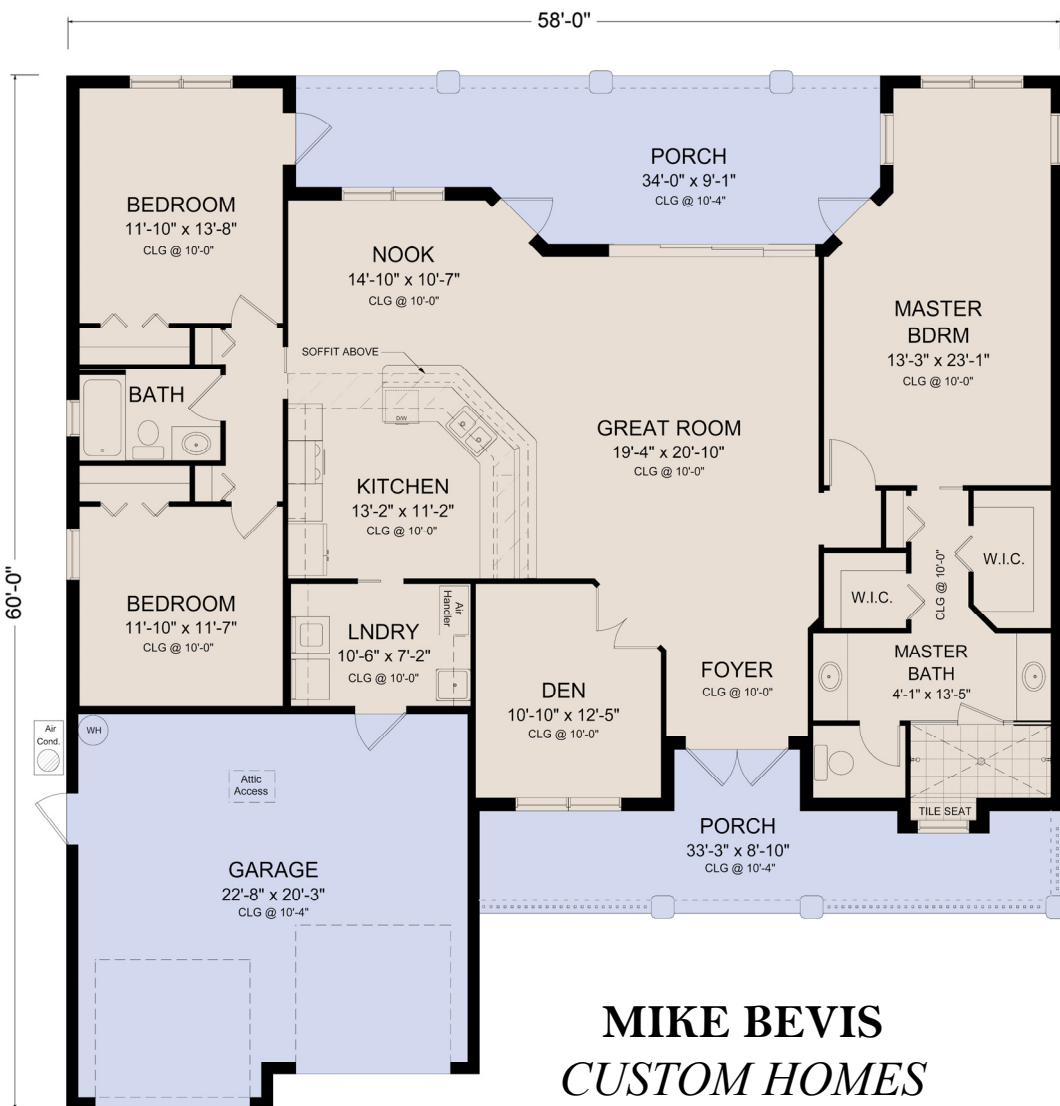 58'-0"
60'-0"
PORCH
34'-0" x 9'-1"
CLG @ 10'-4"
BEDROOM
11'-10" x 13'-8"
CLG @ 10'-0"
NOOK
14'-10" x 10'-7"
CLG @ 10'-0"
MASTER
BDRM
13'-3" x 23'-1"
CLG @ 10'-0"
SOFFIT ABOVE
BATH
D/W
GREAT ROOM
19'-4" x 20'-10"
CLG @ 10'-0"
KITCHEN
13'-2" x 11'-2"
CLG @ 10'-0"
W.I.C.
CLG @ 10'-0"
W.I.C.
BEDROOM
11'-10" x 11'-7"
CLG @ 10'-0"
Air
Handler
LNDRY
10'-6" x 7'-2"
CLG @ 10'-0"
MASTER
BATH
4'-1" x 13'-5"
FOYER
CLG @ 10'-0"
DEN
10'-10" x 12'-5"
CLG @ 10'-0"
Air
Cond.
WH
Attic
Access
TILE SEAT
PORCH
33'-3" x 8'-10"
CLG @ 10'-4"
GARAGE
22'-8" x 20'-3"
CLG @ 10'-4"
MIKE BEVIS
CUSTOM HOMES